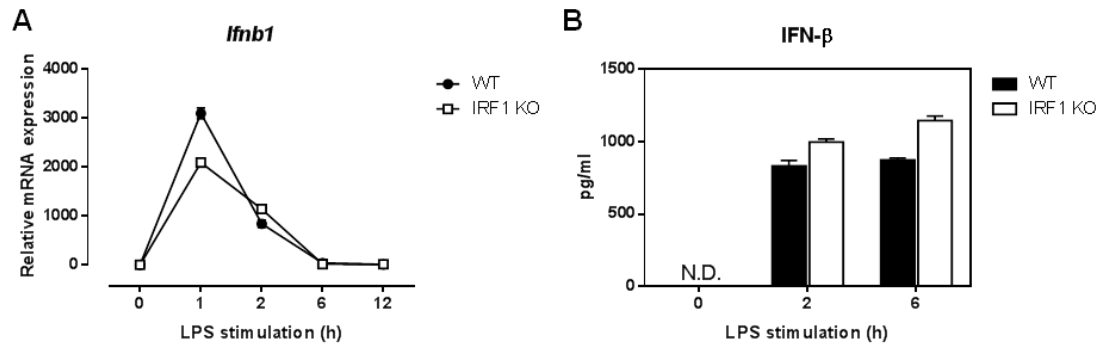 A
Ifnb1
Relative mRNA expression
4000
3000
2000
1000
0
0 1 2 6 12
LPS stimulation (h)
WT
IRF1 KO
B
IFN-β
pg/ml
1500
1000
500
0
N.D.
0 2 6
LPS stimulation (h)
WT
IRF1 KO